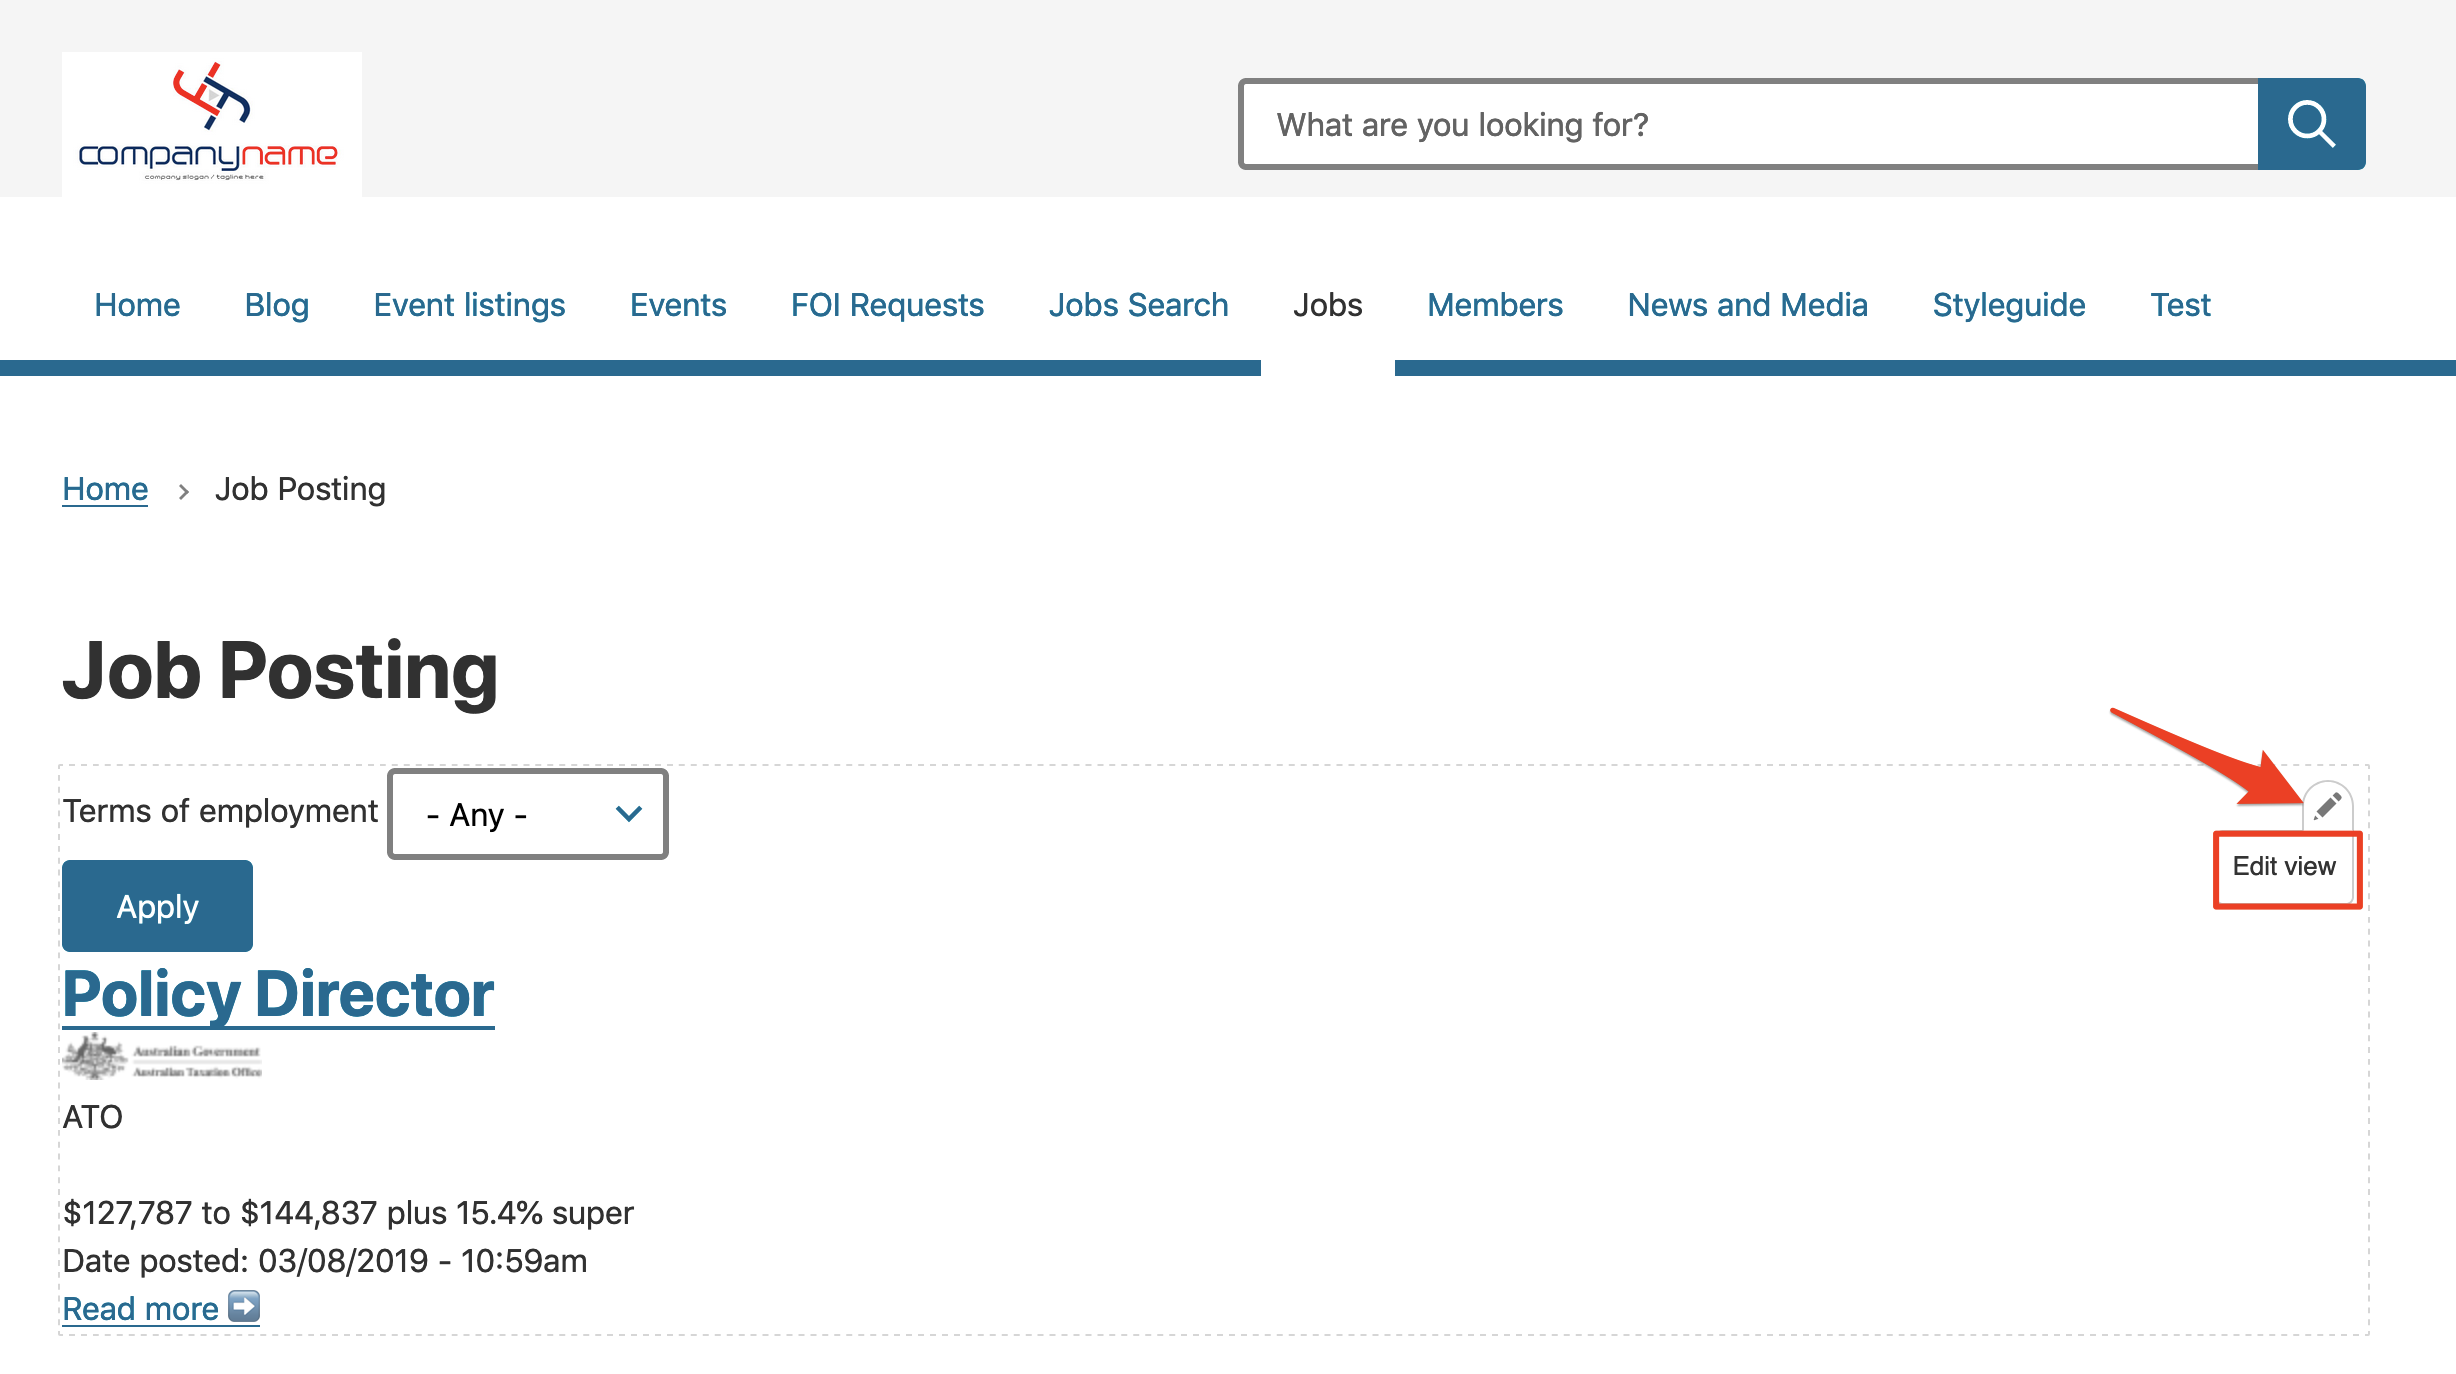 companyname
company slogan / tagline here
What are you looking for?
Home Blog Event listings Events FOI Requests Jobs Search Jobs Members News and Media Styleguide Test
Home › Job Posting
Job Posting
Terms of employment - Any -
Edit view
Apply
Policy Director
Australian Government
Australian Taxation Office
ATO
$127,787 to $144,837 plus 15.4% super
Date posted: 03/08/2019 - 10:59am
Read more ➡